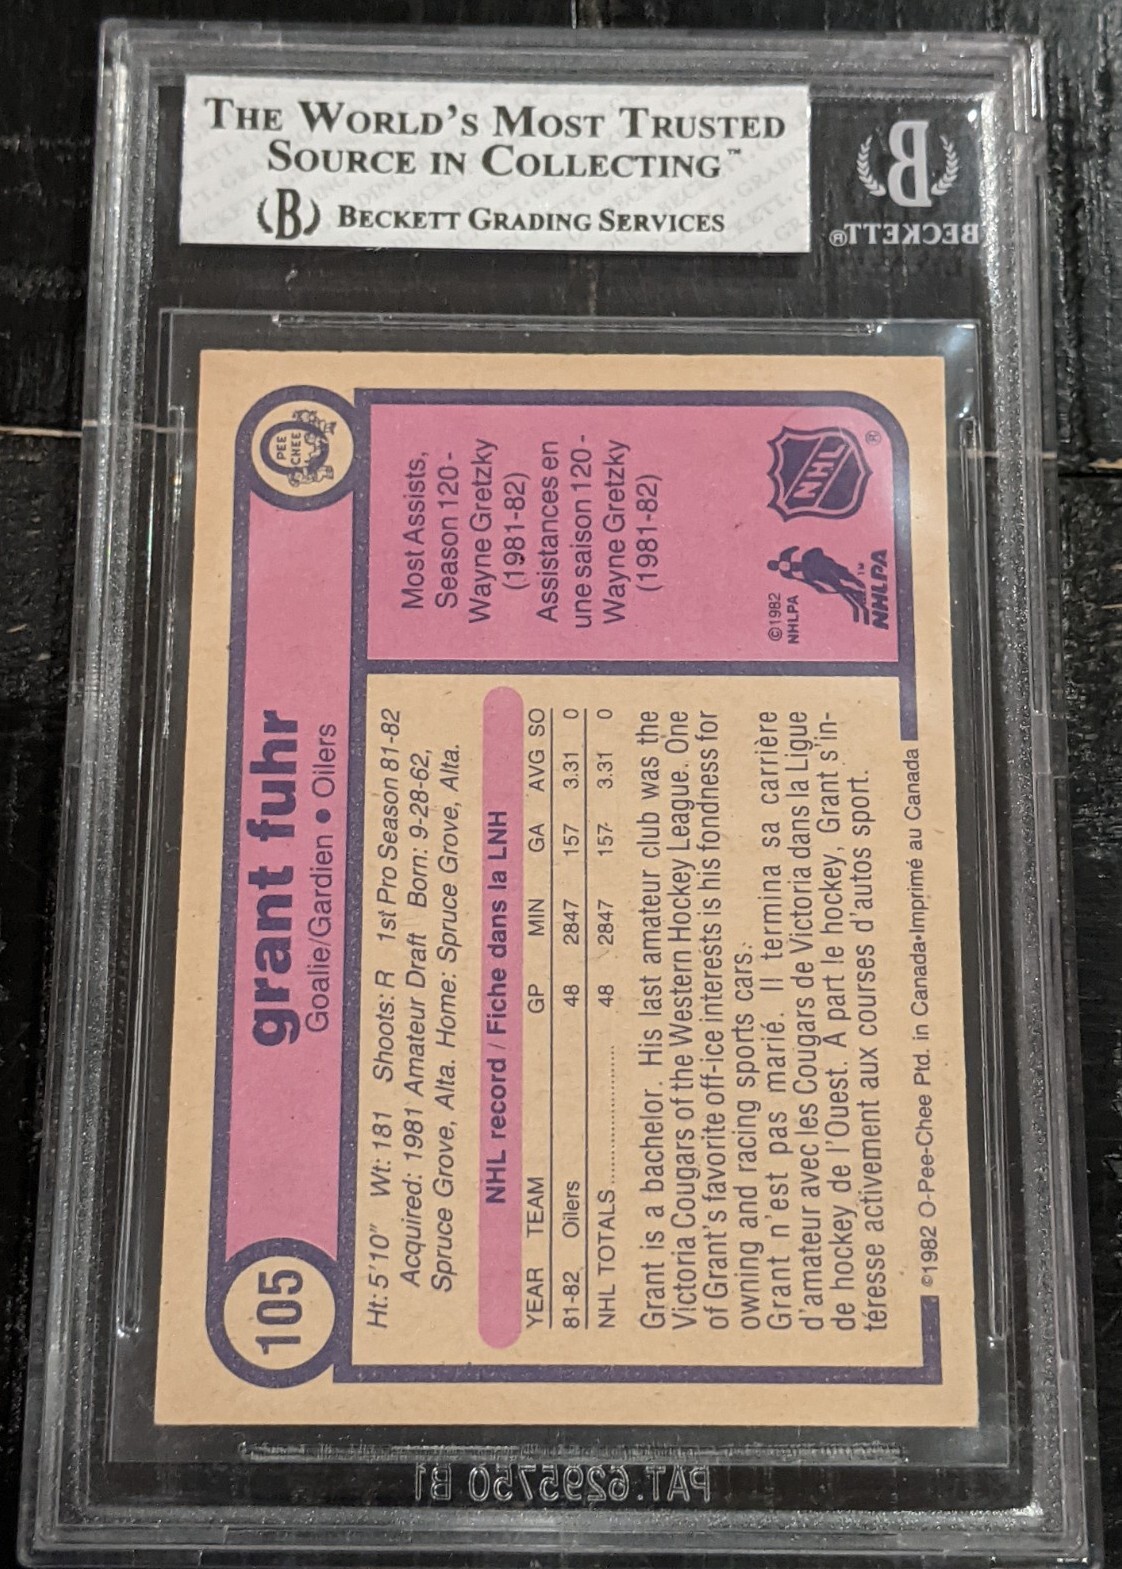 THE WORLD'S MOST TRUSTED
SOURCE IN COLLECTING™
(B) BECKETT GRADING SERVICES
B
BECKETT®
105
grant fuhr
Goalie/Gardien • Oilers
O
PEE
CHEE
Ht: 5'10" Wt: 181 Shoots: R 1st Pro Season 81-82
Acquired: 1981 Amateur Draft Born: 9-28-62,
Spruce Grove, Alta. Home: Spruce Grove, Alta.
NHL record / Fiche dans la LNH
YEAR TEAM GP MIN GA AVG SO
81-82 Oilers 48 2847 157 3.31 0
NHL TOTALS .................... 48 2847 157 3.31 0
Grant is a bachelor. His last amateur club was the
Victoria Cougars of the Western Hockey League. One
of Grant's favorite off-ice interests is his fondness for
owning and racing sports cars.
Grant n'est pas marié. Il termina sa carrière
d'amateur avec les Cougars de Victoria dans la Ligue
de hockey de l'Ouest. A part le hockey, Grant s'in-
téresse activement aux courses d'autos sport.
Most Assists,
Season 120 -
Wayne Gretzky
(1981-82)
Assistances en
une saison 120 -
Wayne Gretzky
(1981-82)
©1982
NHLPA
NHLPA™
NHL®
©1982 O-Pee-Chee Ptd. in Canada•Imprimé au Canada
PAT. 6295750 B1